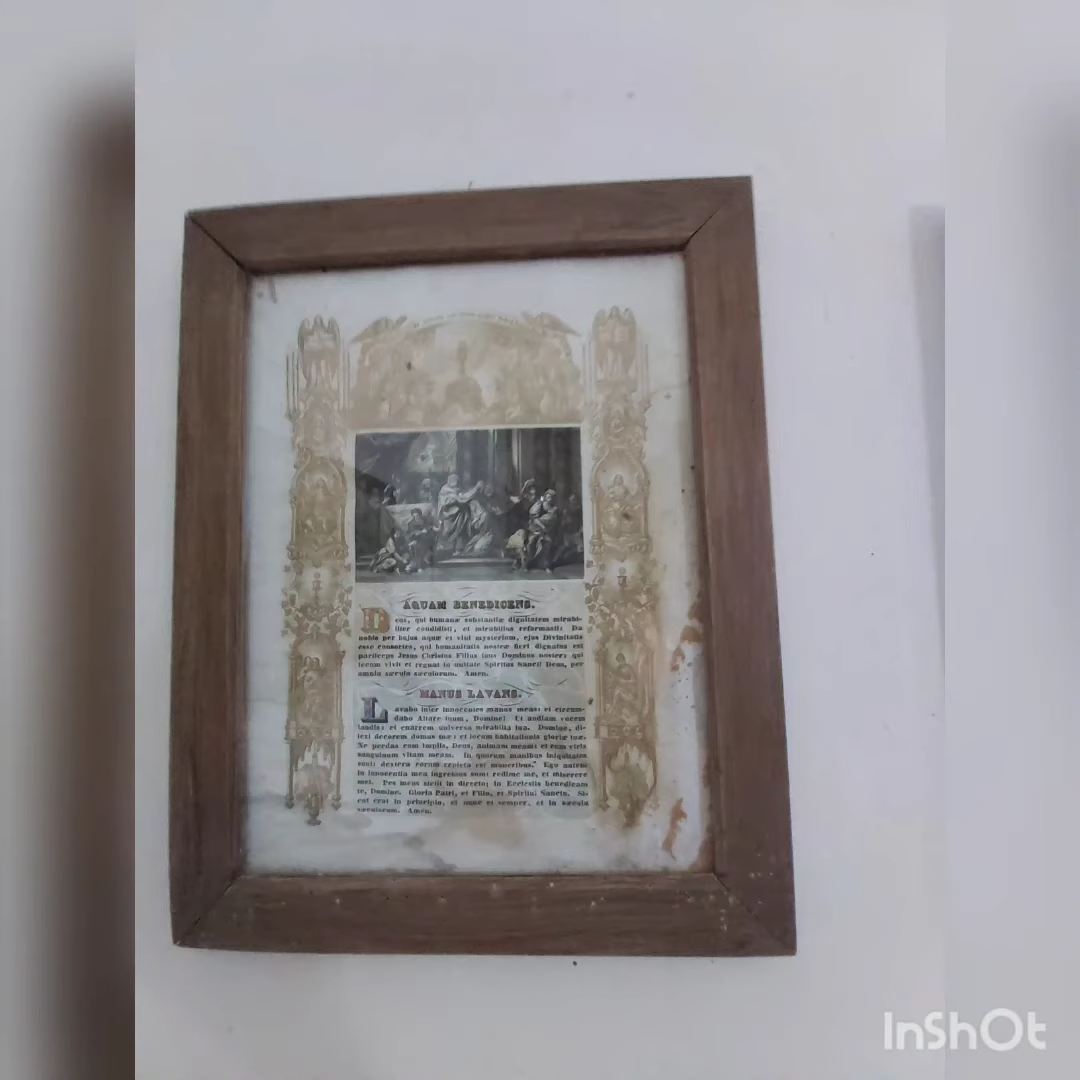 AQUAM BENEDICENS.
Deus, qui humanæ substantiæ dignitatem mirabi-
liter condidisti, et mirabilius reformasti: Da
nobis per hujus aquæ et vini mysterium, ejus Divinitatis
esse consortes, qui humanitatis nostræ fieri dignatus est
particeps Jesus Christus Filius tuus Dominus noster: qui
tecum vivit et regnat in unitate Spiritus Sancti Deus, per
omnia sæcula sæculorum. Amen.
MANUS LAVANS.
Lavabo inter innocentes manus meas: et circum-
dabo Altare tuum, Domine! Et audiam vocem
laudis: et enarrem universa mirabilia tua. Domine, di-
lexi decorem domus tuæ: et locum habitationis gloriæ tuæ.
Ne perdas cum impiis, Deus, animam meam: et cum viris
sanguinum vitam meam. In quorum manibus iniquitates
sunt: dextera eorum repleta est muneribus. Ego autem
in innocentia mea ingressus sum: redime me, et miserere
mei. Pes meus stetit in directo: in Ecclesiis benedicam
te, Domine. Gloria Patri, et Filio, et Spiritui Sancto. Si-
cut erat in principio, et nunc et semper, et in sæcula
sæculorum. Amen.
InShOt